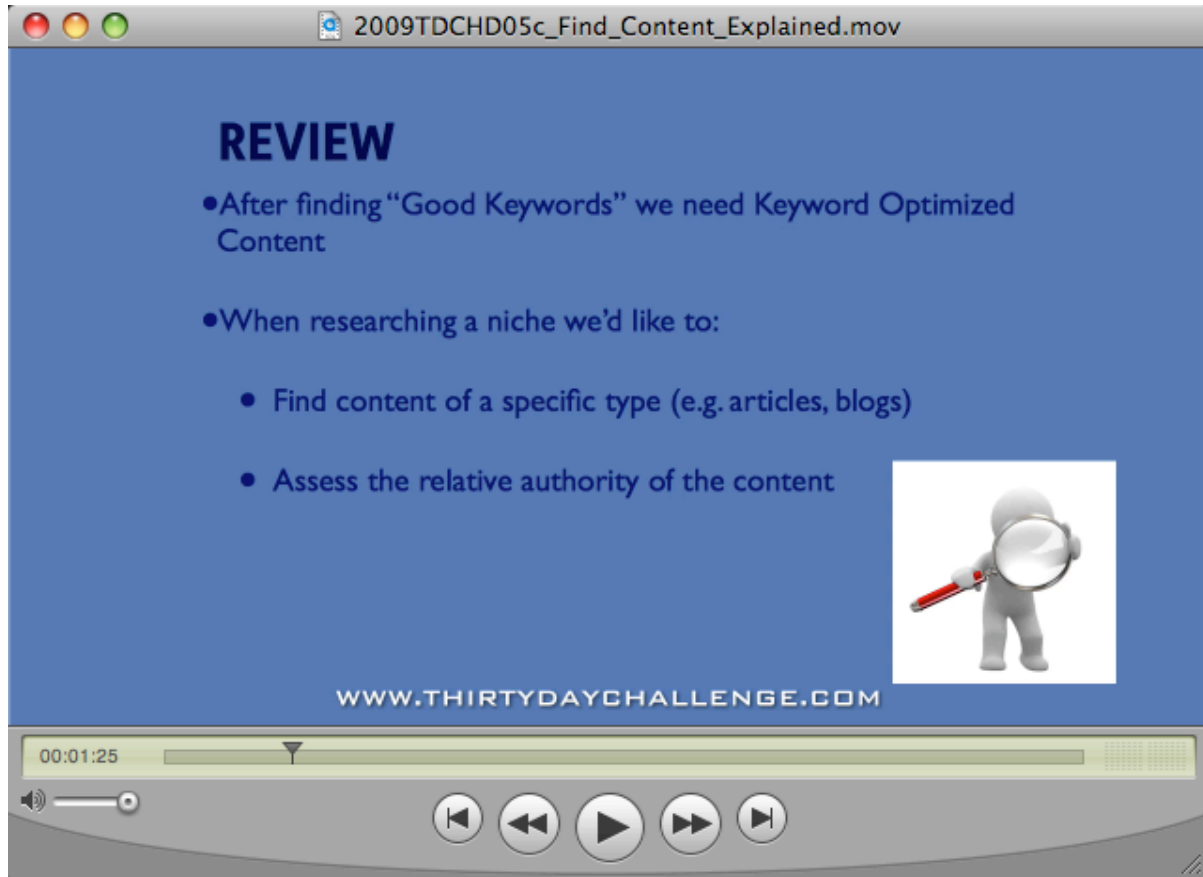 2009TDCHD05c_Find_Content_Explained.mov
REVIEW
•After finding “Good Keywords” we need Keyword Optimized
Content
•When researching a niche we’d like to:
• Find content of a specific type (e.g. articles, blogs)
• Assess the relative authority of the content
WWW.THIRTYDAYCHALLENGE.COM
00:01:25